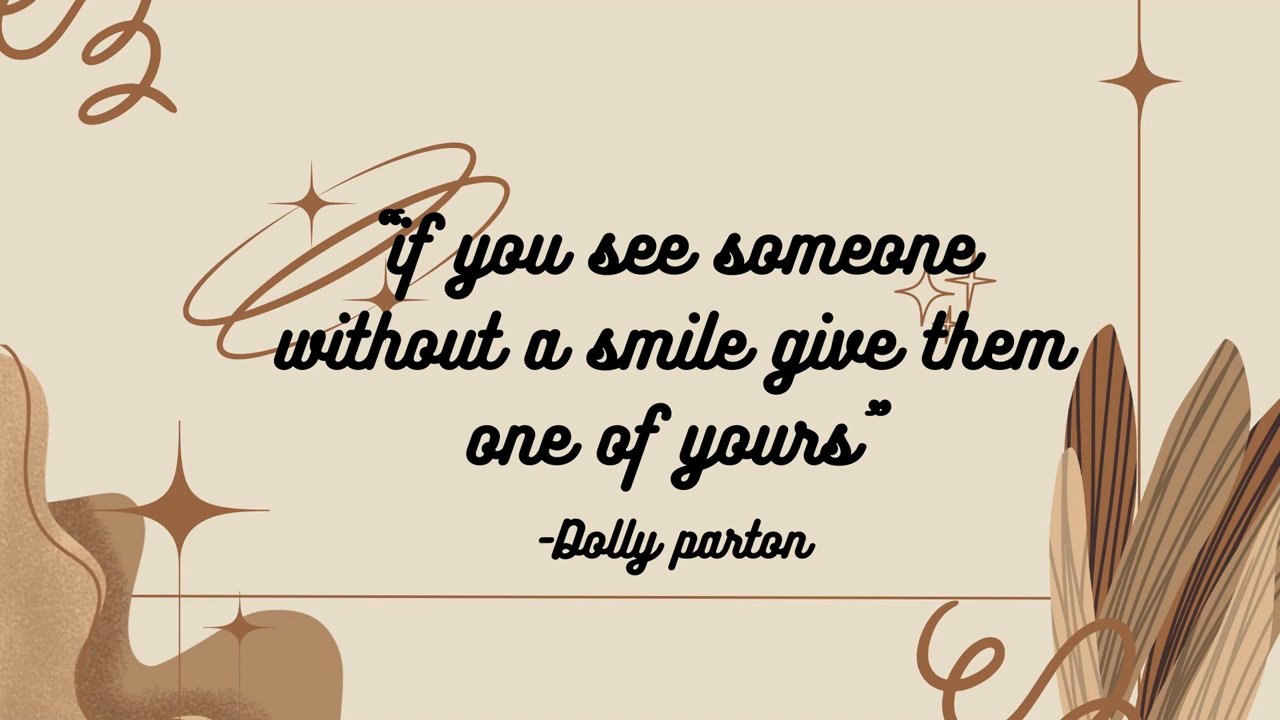 “if you see someone
without a smile give them
one of yours”
-Dolly parton